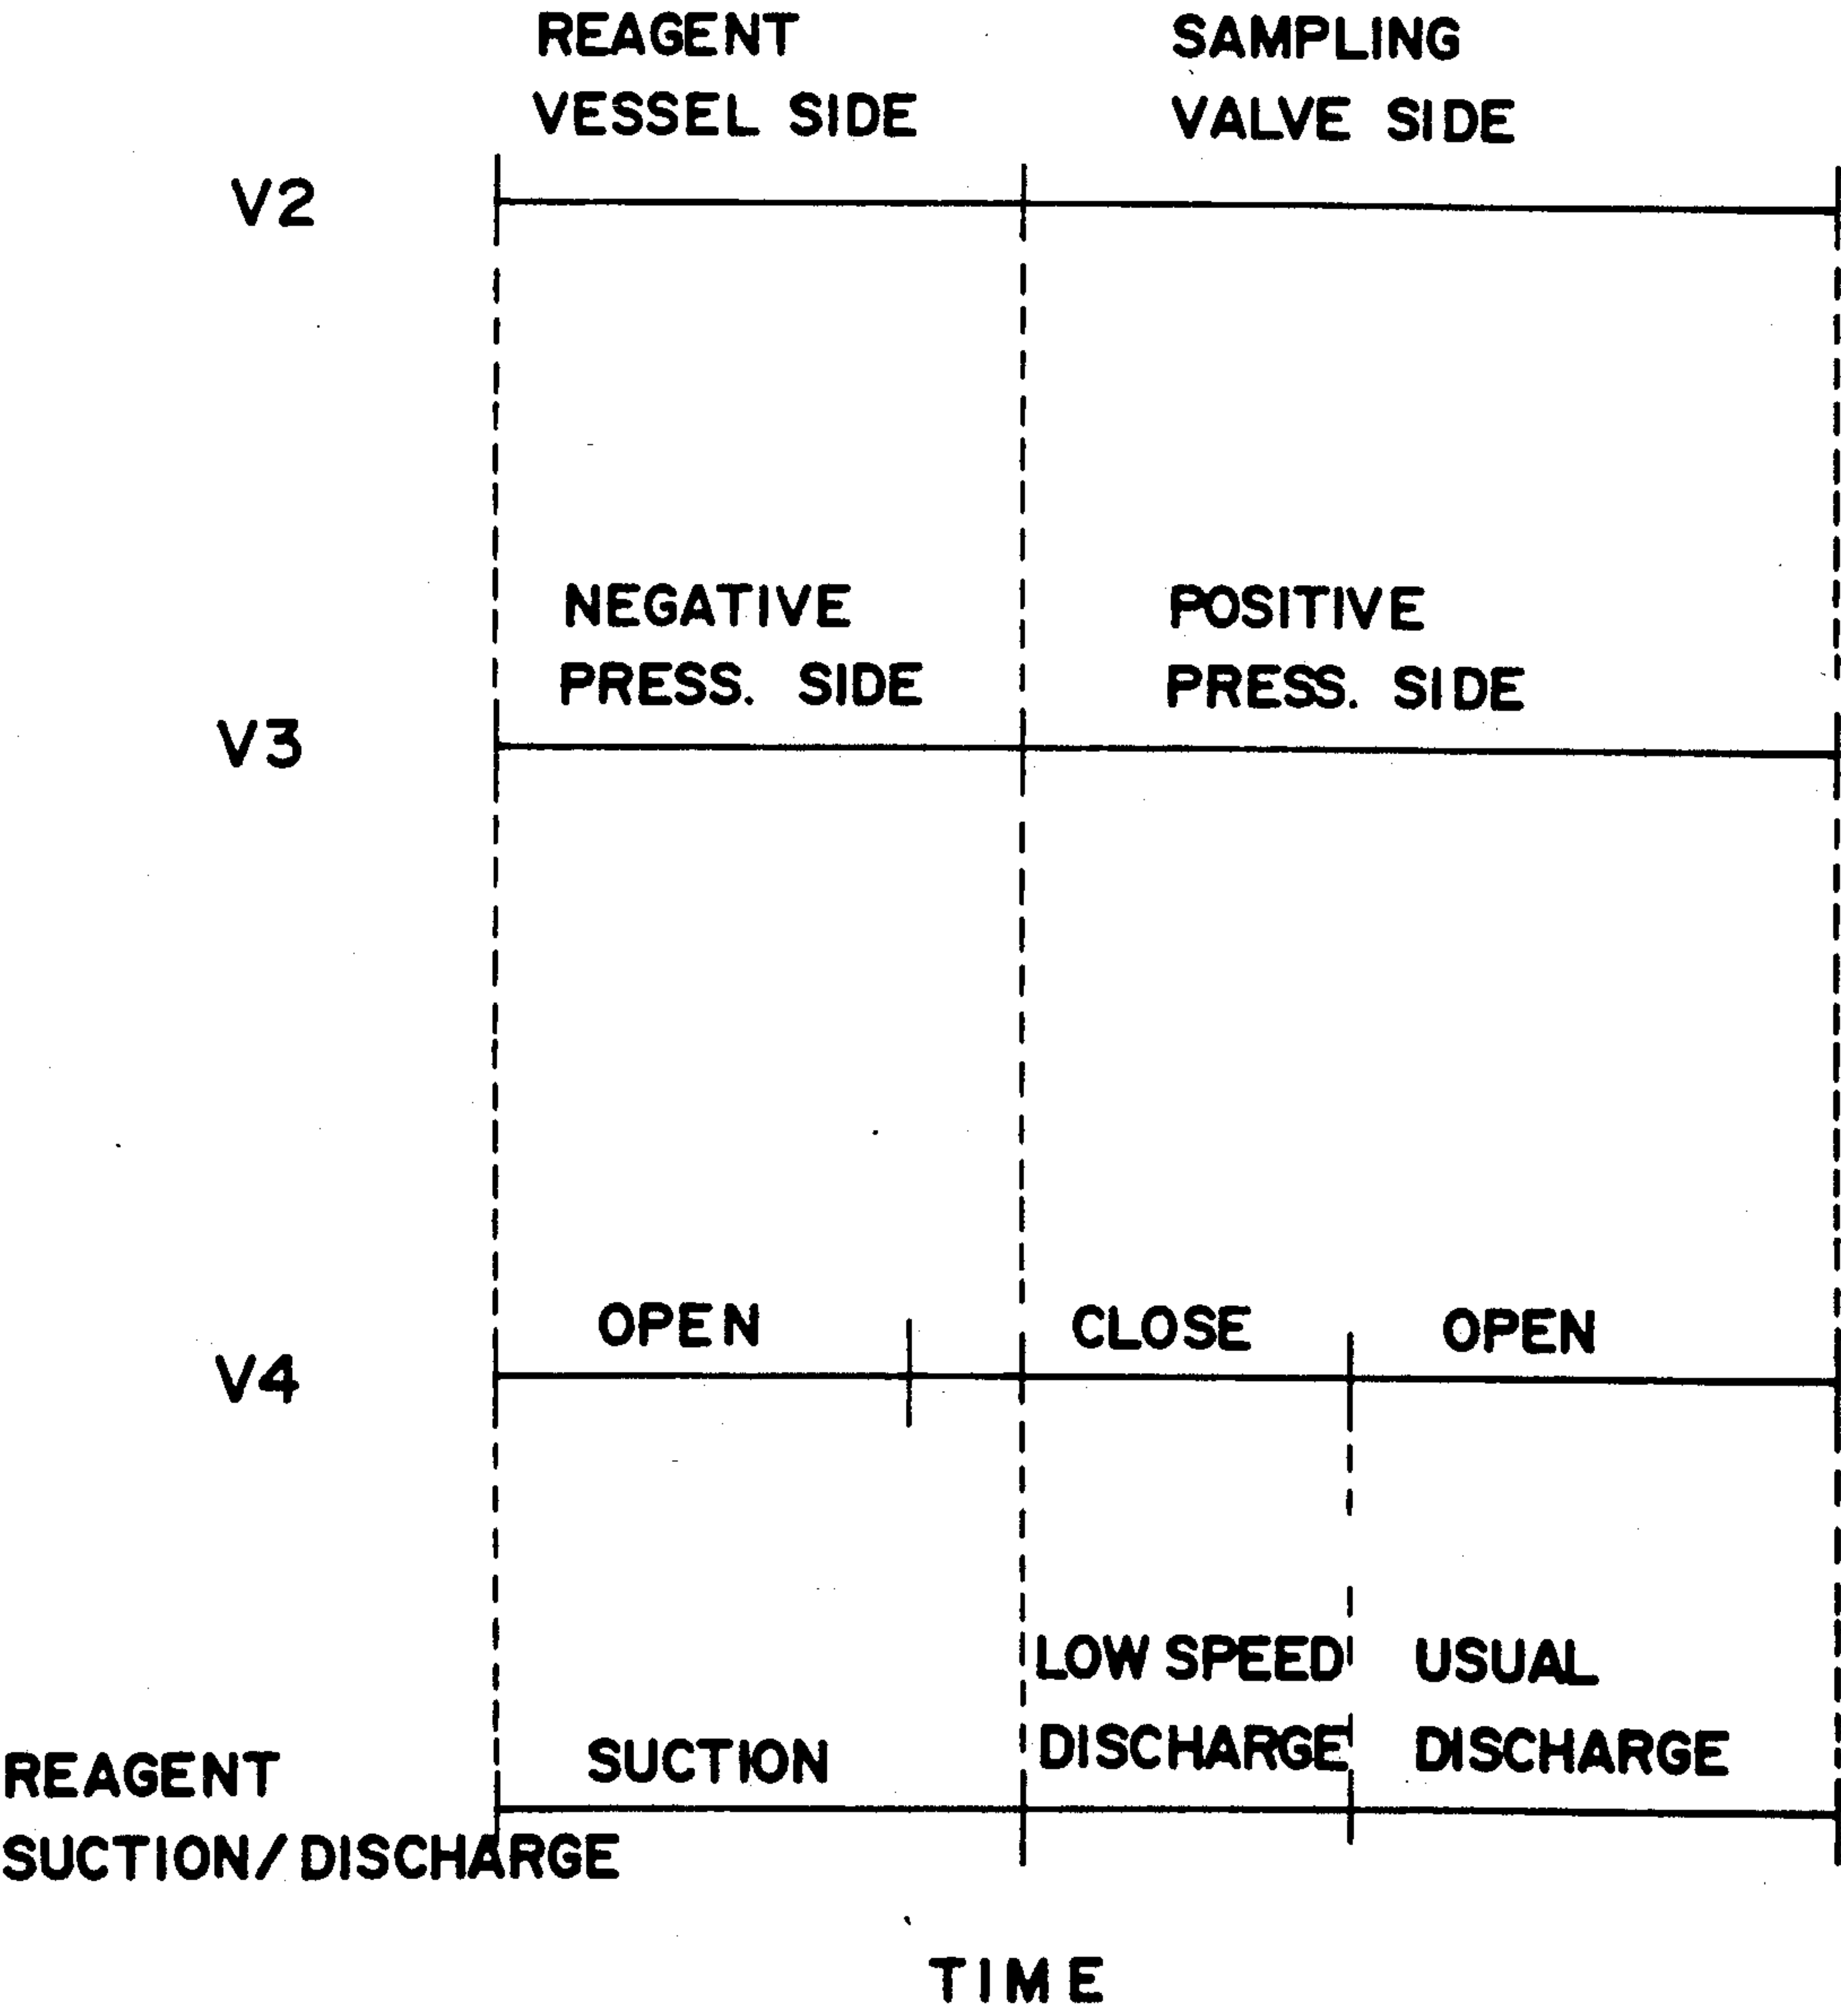 REAGENT
VESSEL SIDE
SAMPLING
VALVE SIDE
V2
NEGATIVE
PRESS. SIDE
POSITIVE
PRESS. SIDE
V3
OPEN
CLOSE
OPEN
V4
LOW SPEED
DISCHARGE
USUAL
DISCHARGE
SUCTION
REAGENT
SUCTION/DISCHARGE
TIME